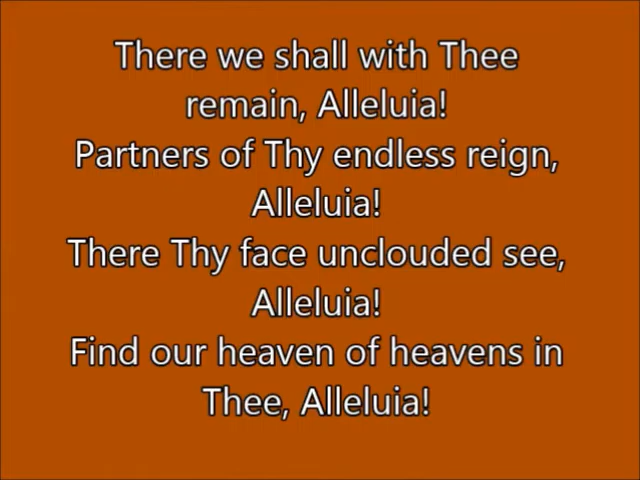 There we shall with Thee
remain, Alleluia!
Partners of Thy endless reign,
Alleluia!
There Thy face unclouded see,
Alleluia!
Find our heaven of heavens in
Thee, Alleluia!